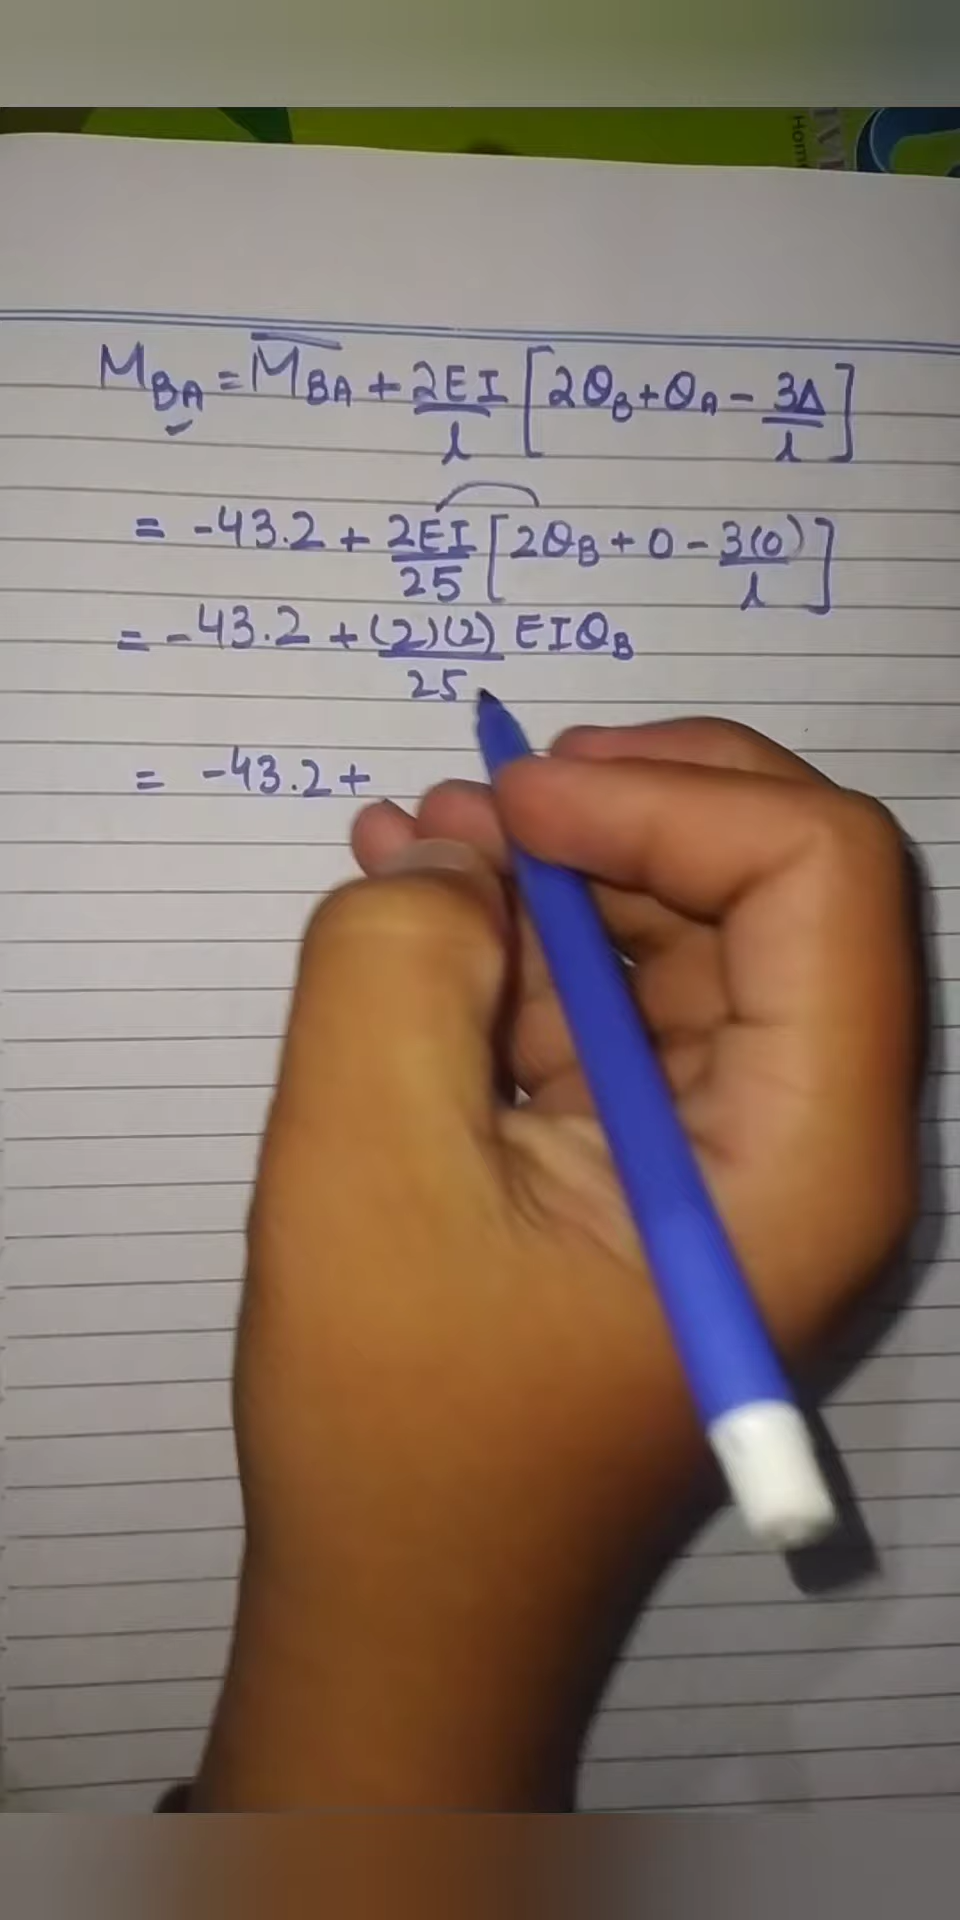 Hom
M_BA = M̅_BA + 2EI/l [2θ_B + θ_A - 3Δ/l]
= -43.2 + 2EI/25 [2θ_B + 0 - 3(0)/l]
= -43.2 + (2)(2)/25 EIθ_B
= -43.2 +